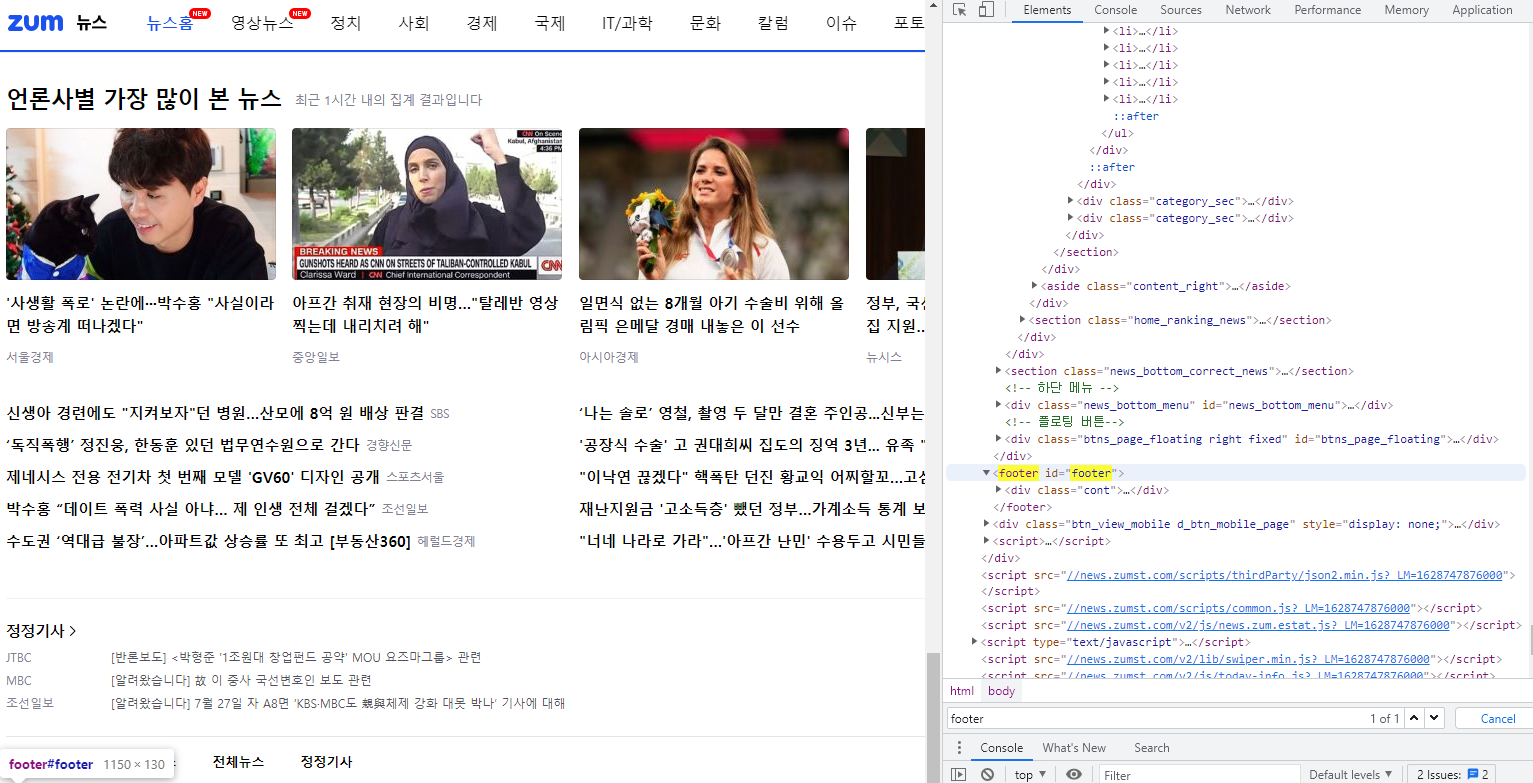 zum 뉴스
뉴스홈 NEW 영상뉴스 NEW 정치 사회 경제 국제 IT/과학 문화 칼럼 이슈 포토
언론사별 가장 많이 본 뉴스 최근 1시간 내의 집계 결과입니다
CNN On Scene
Kabul, Afghanistan
4:36 PM
BREAKING NEWS
GUNSHOTS HEARD AS CNN ON STREETS OF TALIBAN-CONTROLLED KABUL
Clarissa Ward | CNN Chief International Correspondent
CNN
'사생활 폭로' 논란에…박수홍 "사실이라
면 방송계 떠나겠다"
서울경제
아프간 취재 현장의 비명…"탈레반 영상
찍는데 내리치려 해"
중앙일보
일면식 없는 8개월 아기 수술비 위해 올
림픽 은메달 경매 내놓은 이 선수
아시아경제
정부, 국산
집 지원…
뉴시스
신생아 경련에도 "지켜보자"던 병원…산모에 8억 원 배상 판결 SBS
‘독직폭행’ 정진웅, 한동훈 있던 법무연수원으로 간다 경향신문
제네시스 전용 전기차 첫 번째 모델 'GV60' 디자인 공개 스포츠서울
박수홍 “데이트 폭력 사실 아냐... 제 인생 전체 걸겠다” 조선일보
수도권 ‘역대급 불장’…아파트값 상승률 또 최고 [부동산360] 헤럴드경제
‘나는 솔로’ 영철, 촬영 두 달만 결혼 주인공…신부는
'공장식 수술' 고 권대희씨 집도의 징역 3년... 유족 "
"이낙연 끊겠다" 핵폭탄 던진 황교익 어찌할꼬…고심
재난지원금 '고소득층' 뺐던 정부…가계소득 통계 보
"너네 나라로 가라"…'아프간 난민' 수용두고 시민들
정정기사 >
JTBC [반론보도] <박형준 '1조원대 창업펀드 공약' MOU 요즈마그룹> 관련
MBC [알려왔습니다] 故 이 중사 국선변호인 보도 관련
조선일보 [알려왔습니다] 7월 27일 자 A8면 ‘KBS·MBC도 親與체제 강화 대못 박나’ 기사에 대해
전체뉴스 정정기사
footer#footer 1150 × 130
Elements Console Sources Network Performance Memory Application
<li>…</li>
<li>…</li>
<li>…</li>
<li>…</li>
<li>…</li>
::after
</ul>
</div>
::after
</div>
<div class="category_sec">…</div>
<div class="category_sec">…</div>
</div>
</section>
</div>
<aside class="content_right">…</aside>
</div>
<section class="home_ranking_news">…</section>
</div>
</div>
<section class="news_bottom_correct_news">…</section>
<!-- 하단 메뉴 -->
<div class="news_bottom_menu" id="news_bottom_menu">…</div>
<!-- 플로팅 버튼-->
<div class="btns_page_floating right fixed" id="btns_page_floating">…</div>
</div>
<footer id="footer">
<div class="cont">…</div>
</footer>
<div class="btn_view_mobile d_btn_mobile_page" style="display: none;">…</div>
<script>…</script>
</div>
<script src="//news.zumst.com/scripts/thirdParty/json2.min.js?_LM=1628747876000">
</script>
<script src="//news.zumst.com/scripts/common.js?_LM=1628747876000"></script>
<script src="//news.zumst.com/v2/js/news.zum.estat.js?_LM=1628747876000"></script>
<script type="text/javascript">…</script>
<script src="//news.zumst.com/v2/lib/swiper.min.js?_LM=1628747876000"></script>
<script src="//news.zumst.com/v2/js/today-info.js?_LM=1628747876000"></script>
html body
footer 1 of 1 Cancel
Console What's New Search
top Filter Default levels 2 Issues: 2